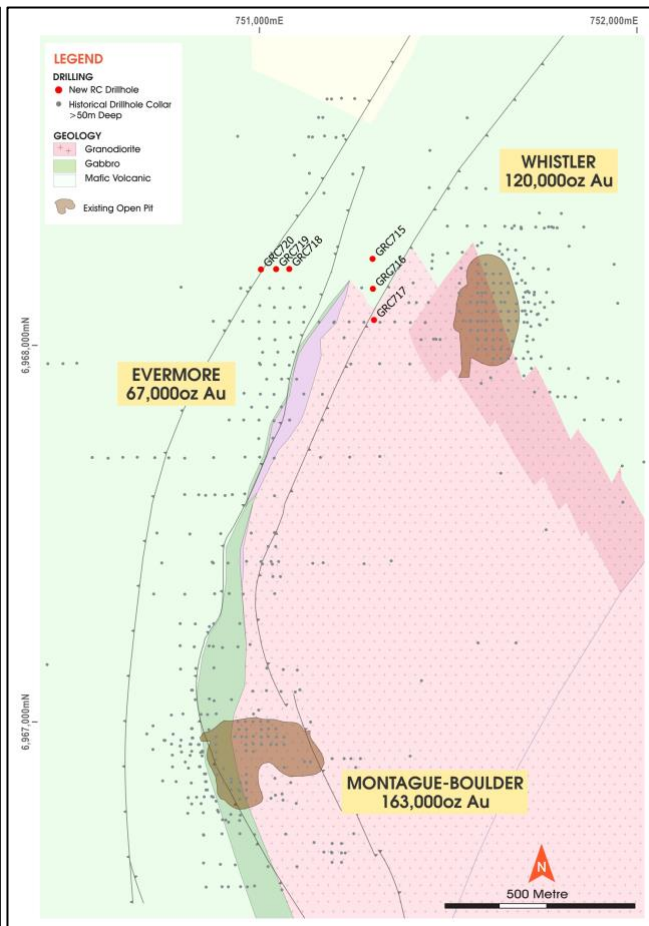 751,000mE
752,000mE
LEGEND
DRILLING
New RC Drillhole
Historical Drillhole Collar
>50m Deep
GEOLOGY
Granodiorite
Gabbro
Mafic Volcanic
Existing Open Pit
WHISTLER
120,000oz Au
GRC720
GRC719
GRC718
GRC715
GRC716
GRC717
6,968,000mN
EVERMORE
67,000oz Au
6,967,000mN
MONTAGUE-BOULDER
163,000oz Au
N
500 Metre